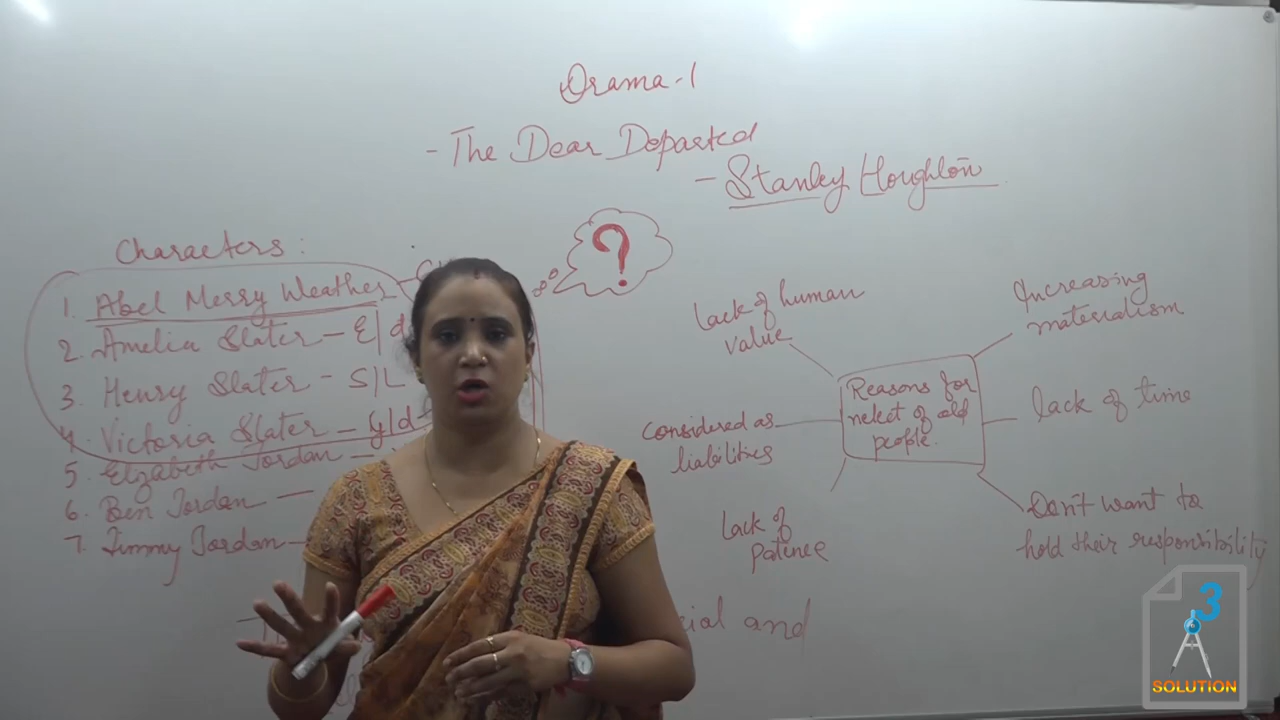 Drama-1
- The Dear Departed
- Stanley Houghton
Characters :
1. Abel Merry Weather
2. Amelia Slater - E/d
3. Henry Slater - S/L
4. Victoria Slater - G/d
5. Elizabeth Jordan -
6. Ben Jordan -
7. Jimmy Jordan -
?
Lack of human
value
Increasing
materialism
Considered as
liabilities
Reasons for
nelect of old
people.
lack of time
Lack of
patience
Don't want to
hold their responsibility
and
3
SOLUTION